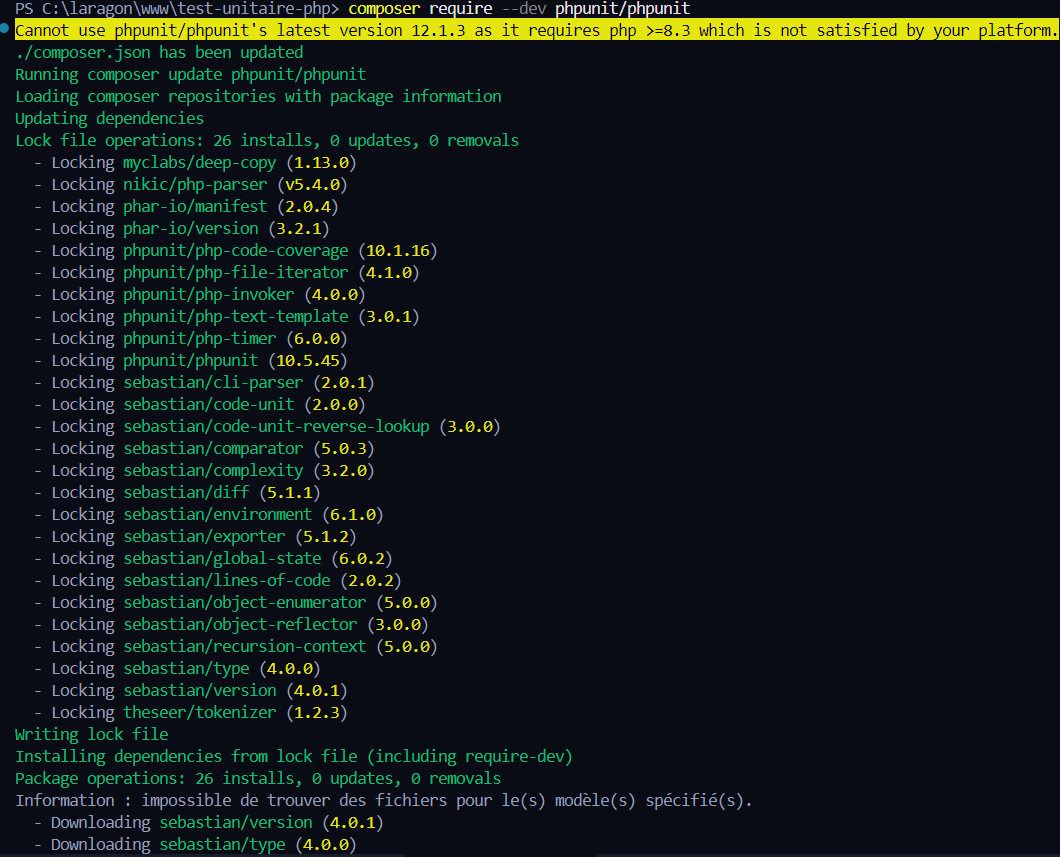 PS C:\laragon\www\test-unitaire-php> composer require --dev phpunit/phpunit
Cannot use phpunit/phpunit's latest version 12.1.3 as it requires php >=8.3 which is not satisfied by your platform.
./composer.json has been updated
Running composer update phpunit/phpunit
Loading composer repositories with package information
Updating dependencies
Lock file operations: 26 installs, 0 updates, 0 removals
  - Locking myclabs/deep-copy (1.13.0)
  - Locking nikic/php-parser (v5.4.0)
  - Locking phar-io/manifest (2.0.4)
  - Locking phar-io/version (3.2.1)
  - Locking phpunit/php-code-coverage (10.1.16)
  - Locking phpunit/php-file-iterator (4.1.0)
  - Locking phpunit/php-invoker (4.0.0)
  - Locking phpunit/php-text-template (3.0.1)
  - Locking phpunit/php-timer (6.0.0)
  - Locking phpunit/phpunit (10.5.45)
  - Locking sebastian/cli-parser (2.0.1)
  - Locking sebastian/code-unit (2.0.0)
  - Locking sebastian/code-unit-reverse-lookup (3.0.0)
  - Locking sebastian/comparator (5.0.3)
  - Locking sebastian/complexity (3.2.0)
  - Locking sebastian/diff (5.1.1)
  - Locking sebastian/environment (6.1.0)
  - Locking sebastian/exporter (5.1.2)
  - Locking sebastian/global-state (6.0.2)
  - Locking sebastian/lines-of-code (2.0.2)
  - Locking sebastian/object-enumerator (5.0.0)
  - Locking sebastian/object-reflector (3.0.0)
  - Locking sebastian/recursion-context (5.0.0)
  - Locking sebastian/type (4.0.0)
  - Locking sebastian/version (4.0.1)
  - Locking theseer/tokenizer (1.2.3)
Writing lock file
Installing dependencies from lock file (including require-dev)
Package operations: 26 installs, 0 updates, 0 removals
Information : impossible de trouver des fichiers pour le(s) modèle(s) spécifié(s).
  - Downloading sebastian/version (4.0.1)
  - Downloading sebastian/type (4.0.0)